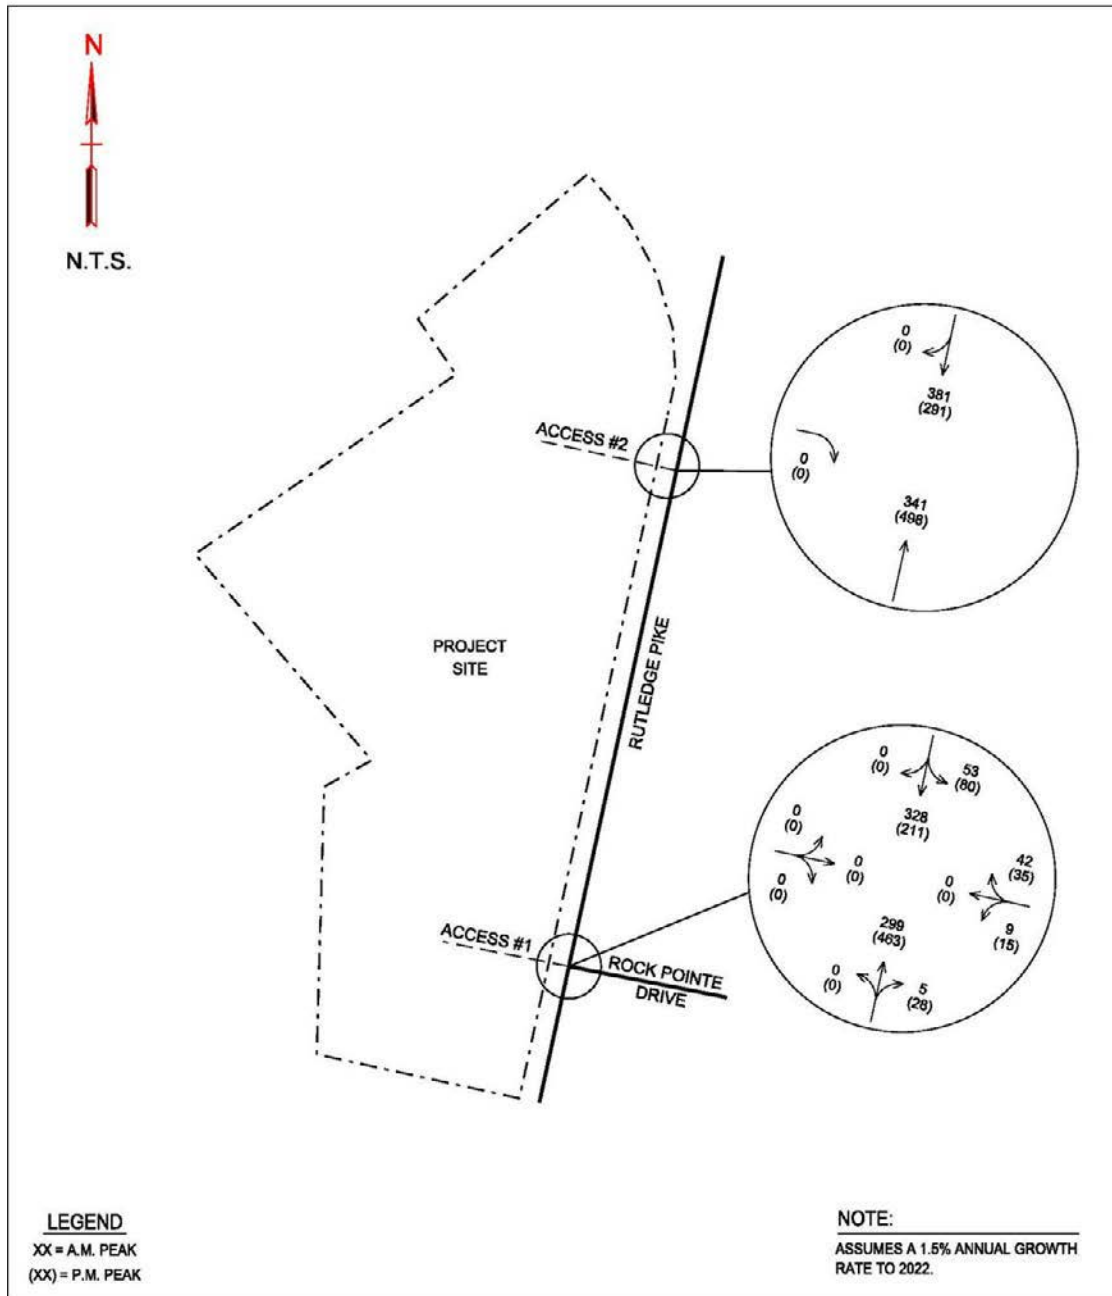 N
N.T.S.
0
(0)
381
(291)
ACCESS #2
0
(0)
341
(498)
PROJECT
SITE
RUTLEDGE PIKE
0
(0)
53
(80)
328
(211)
0
(0)
0
(0)
0
(0)
42
(35)
0
(0)
9
(15)
299
(463)
0
(0)
5
(28)
ACCESS #1
ROCK POINTE
DRIVE
LEGEND
XX = A.M. PEAK
(XX) = P.M. PEAK
NOTE:
ASSUMES A 1.5% ANNUAL GROWTH
RATE TO 2022.